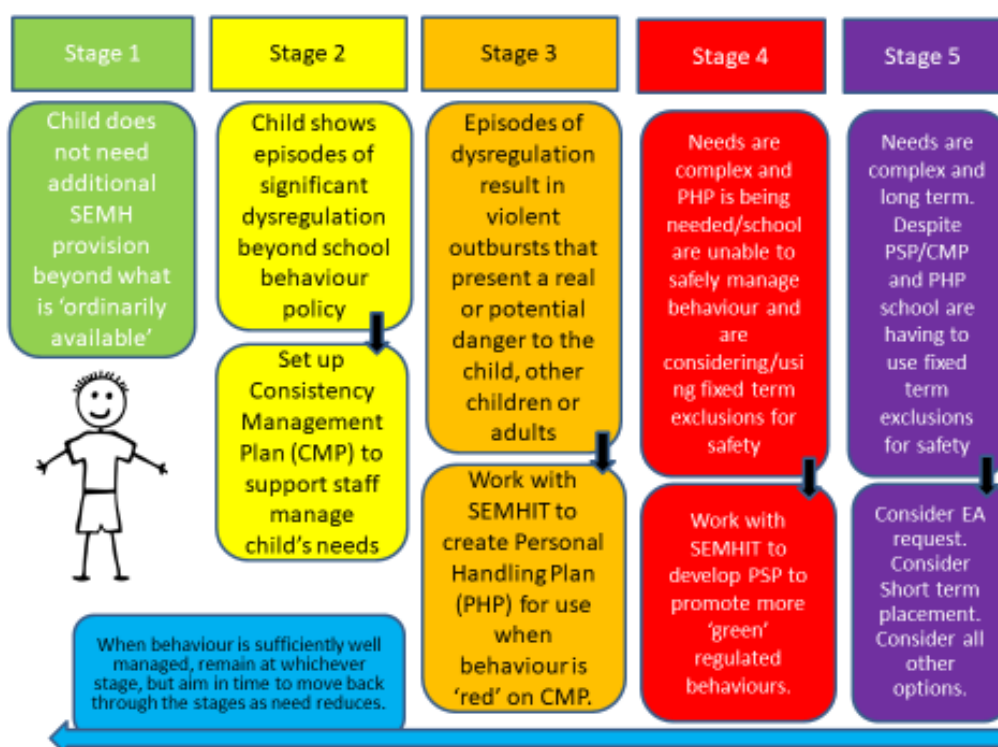 Stage 1
Child does
not need
additional
SEMH
provision
beyond what
is ‘ordinarily
available’
Stage 2
Child shows
episodes of
significant
dysregulation
beyond school
behaviour
policy
Set up
Consistency
Management
Plan (CMP) to
support staff
manage
child’s needs
Stage 3
Episodes of
dysregulation
result in
violent
outbursts that
present a real
or potential
danger to the
child, other
children or
adults
Work with
SEMHIT to
create Personal
Handling Plan
(PHP) for use
when
behaviour is
‘red’ on CMP.
Stage 4
Needs are
complex and
PHP is being
needed/school
are unable to
safely manage
behaviour and
are
considering/usi
ng fixed term
exclusions for
safety
Work with
SEMHIT to
develop PSP to
promote more
‘green’
regulated
behaviours.
Stage 5
Needs are
complex and
long term.
Despite
PSP/CMP
and PHP
school are
having to
use fixed
term
exclusions
for safety
Consider EA
request.
Consider
Short term
placement.
Consider all
other
options.
When behaviour is sufficiently well
managed, remain at whichever
stage, but aim in time to move back
through the stages as need reduces.